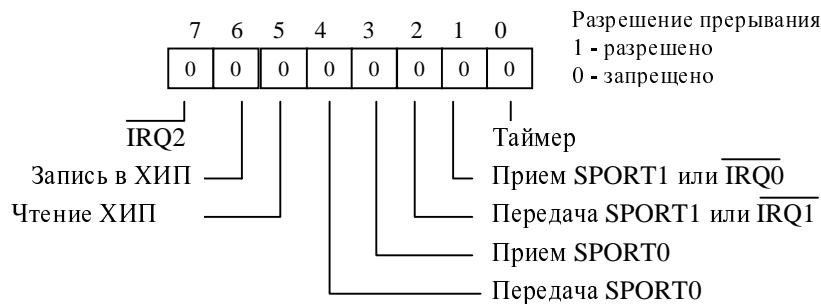 Разрешение прерывания
1 - разрешено
0 - запрещено
7 6 5 4 3 2 1 0
0 0 0 0 0 0 0 0
IRQ2
Таймер
Запись в ХИП
Прием SPORT1 или IRQ0
Чтение ХИП
Передача SPORT1 или IRQ1
Прием SPORT0
Передача SPORT0